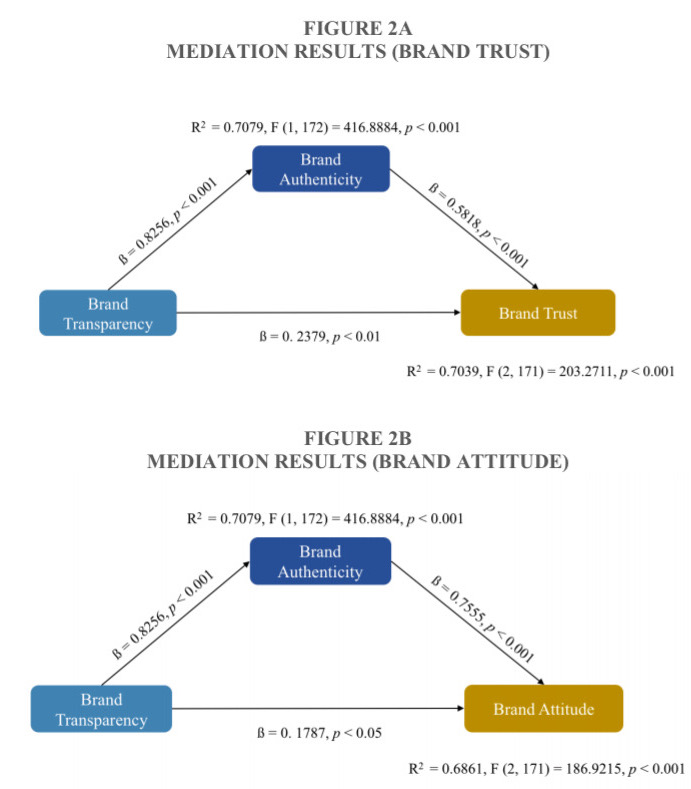 FIGURE 2A
MEDIATION RESULTS (BRAND TRUST)
R² = 0.7079, F (1, 172) = 416.8884, p < 0.001
Brand
Authenticity
ß = 0.8256, p < 0.001
ß = 0.5818, p < 0.001
Brand
Transparency
Brand Trust
ß = 0. 2379, p < 0.01
R² = 0.7039, F (2, 171) = 203.2711, p < 0.001
FIGURE 2B
MEDIATION RESULTS (BRAND ATTITUDE)
R² = 0.7079, F (1, 172) = 416.8884, p < 0.001
Brand
Authenticity
ß = 0.8256, p < 0.001
ß = 0.7555, p < 0.001
Brand
Transparency
Brand Attitude
ß = 0. 1787, p < 0.05
R² = 0.6861, F (2, 171) = 186.9215, p < 0.001